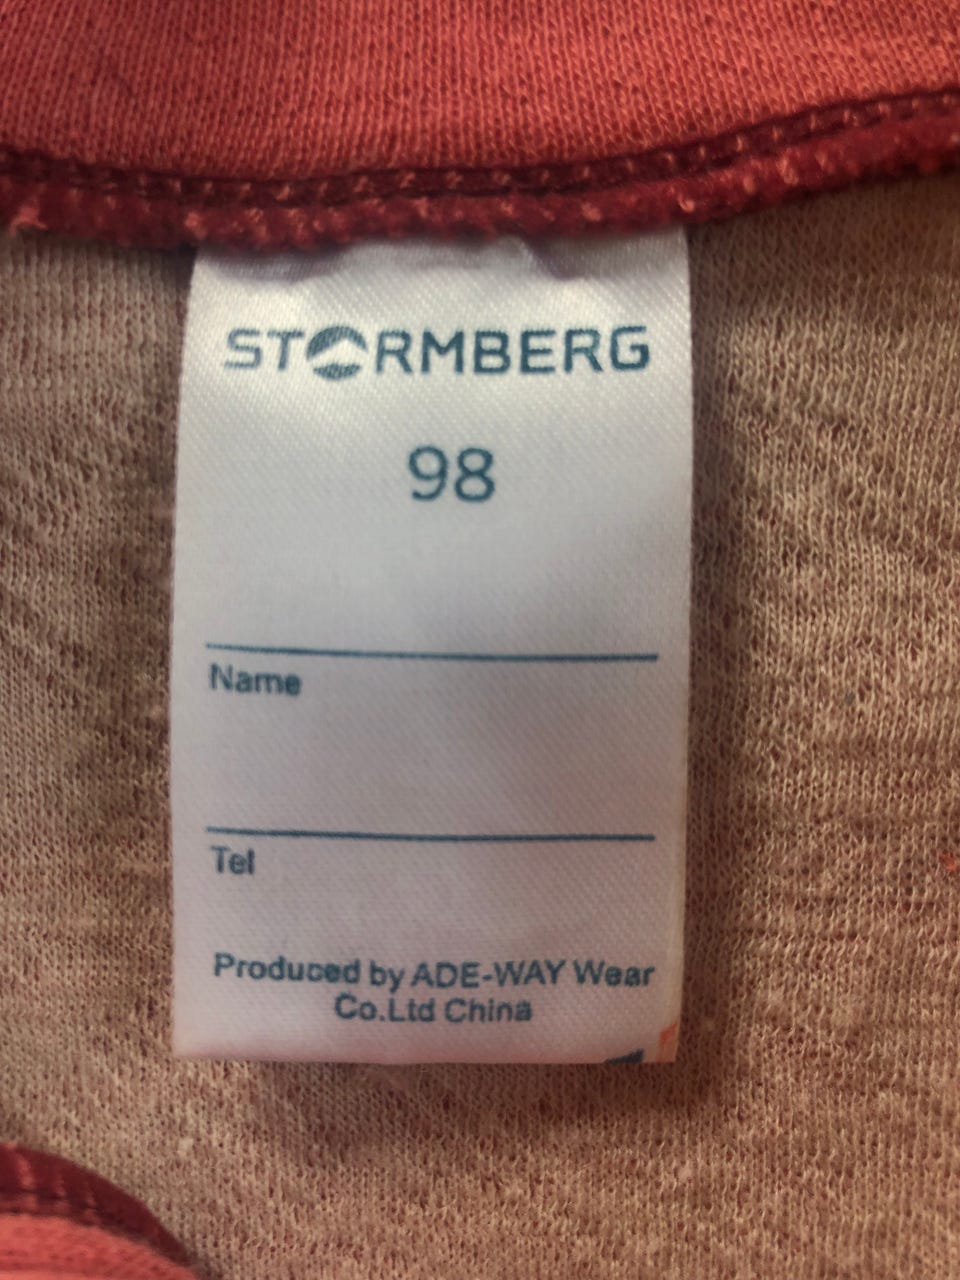 STORMBERG
98
Name
Tel
Produced by ADE-WAY Wear
Co.Ltd China